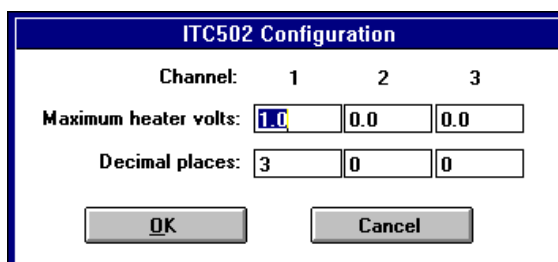 ITC502 Configuration
Channel: 1 2 3
Maximum heater volts: 1.0 0.0 0.0
Decimal places: 3 0 0
OK Cancel